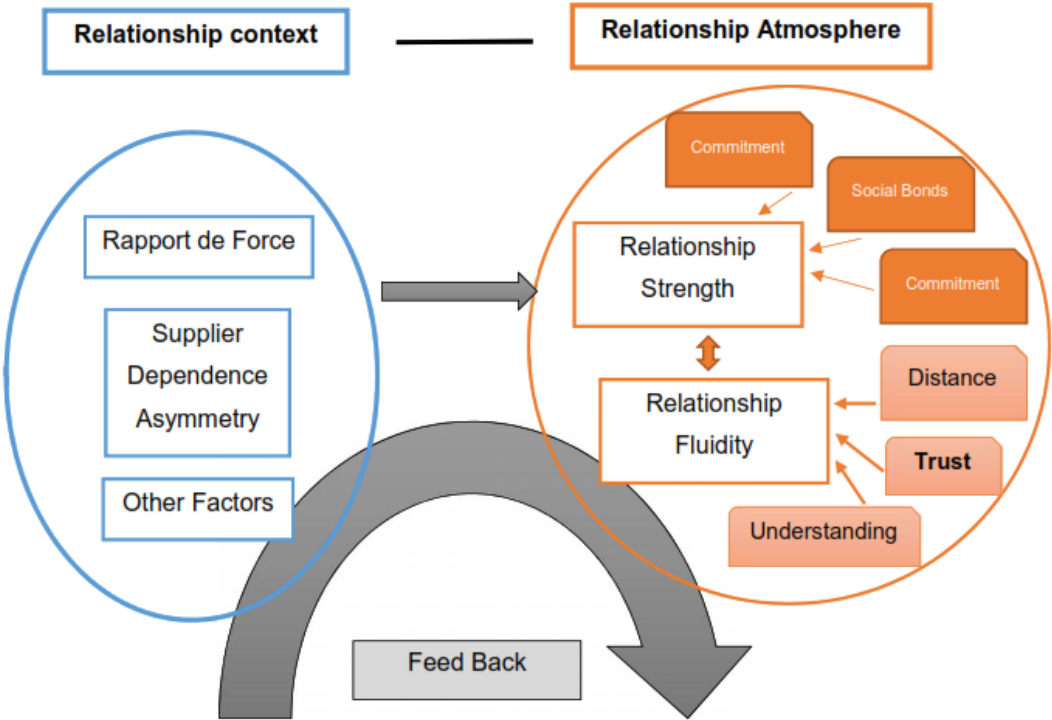 Relationship context
Relationship Atmosphere
Rapport de Force
Supplier
Dependence
Asymmetry
Other Factors
Commitment
Social Bonds
Relationship
Strength
Commitment
Distance
Relationship
Fluidity
Trust
Understanding
Feed Back